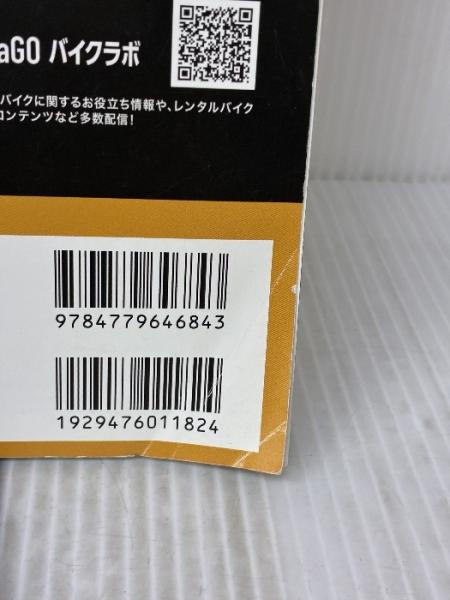 aGO バイクラボ
バイクに関するお役立ち情報や、レンタルバイク
コンテンツなど多数配信!
9784779646843
1929476011824